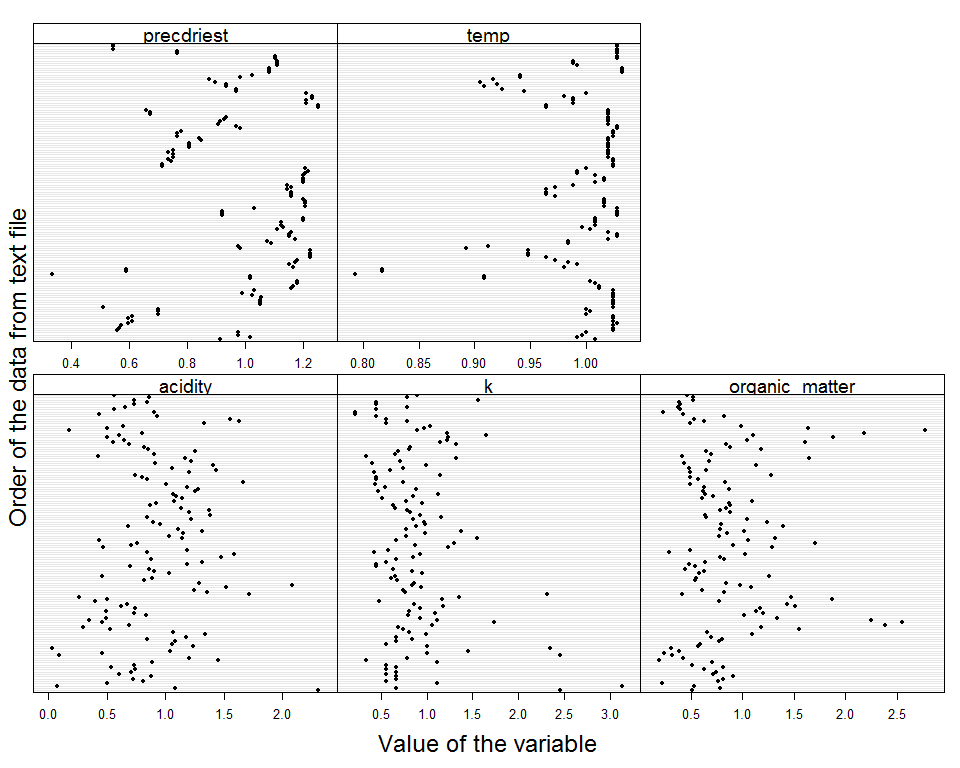 precdriest temp
Order of the data from text file
0.4 0.6 0.8 1.0 1.2 0.80 0.85 0.90 0.95 1.00
acidity k organic_matter
0.0 0.5 1.0 1.5 2.0 0.5 1.0 1.5 2.0 2.5 3.0 0.5 1.0 1.5 2.0 2.5
Value of the variable